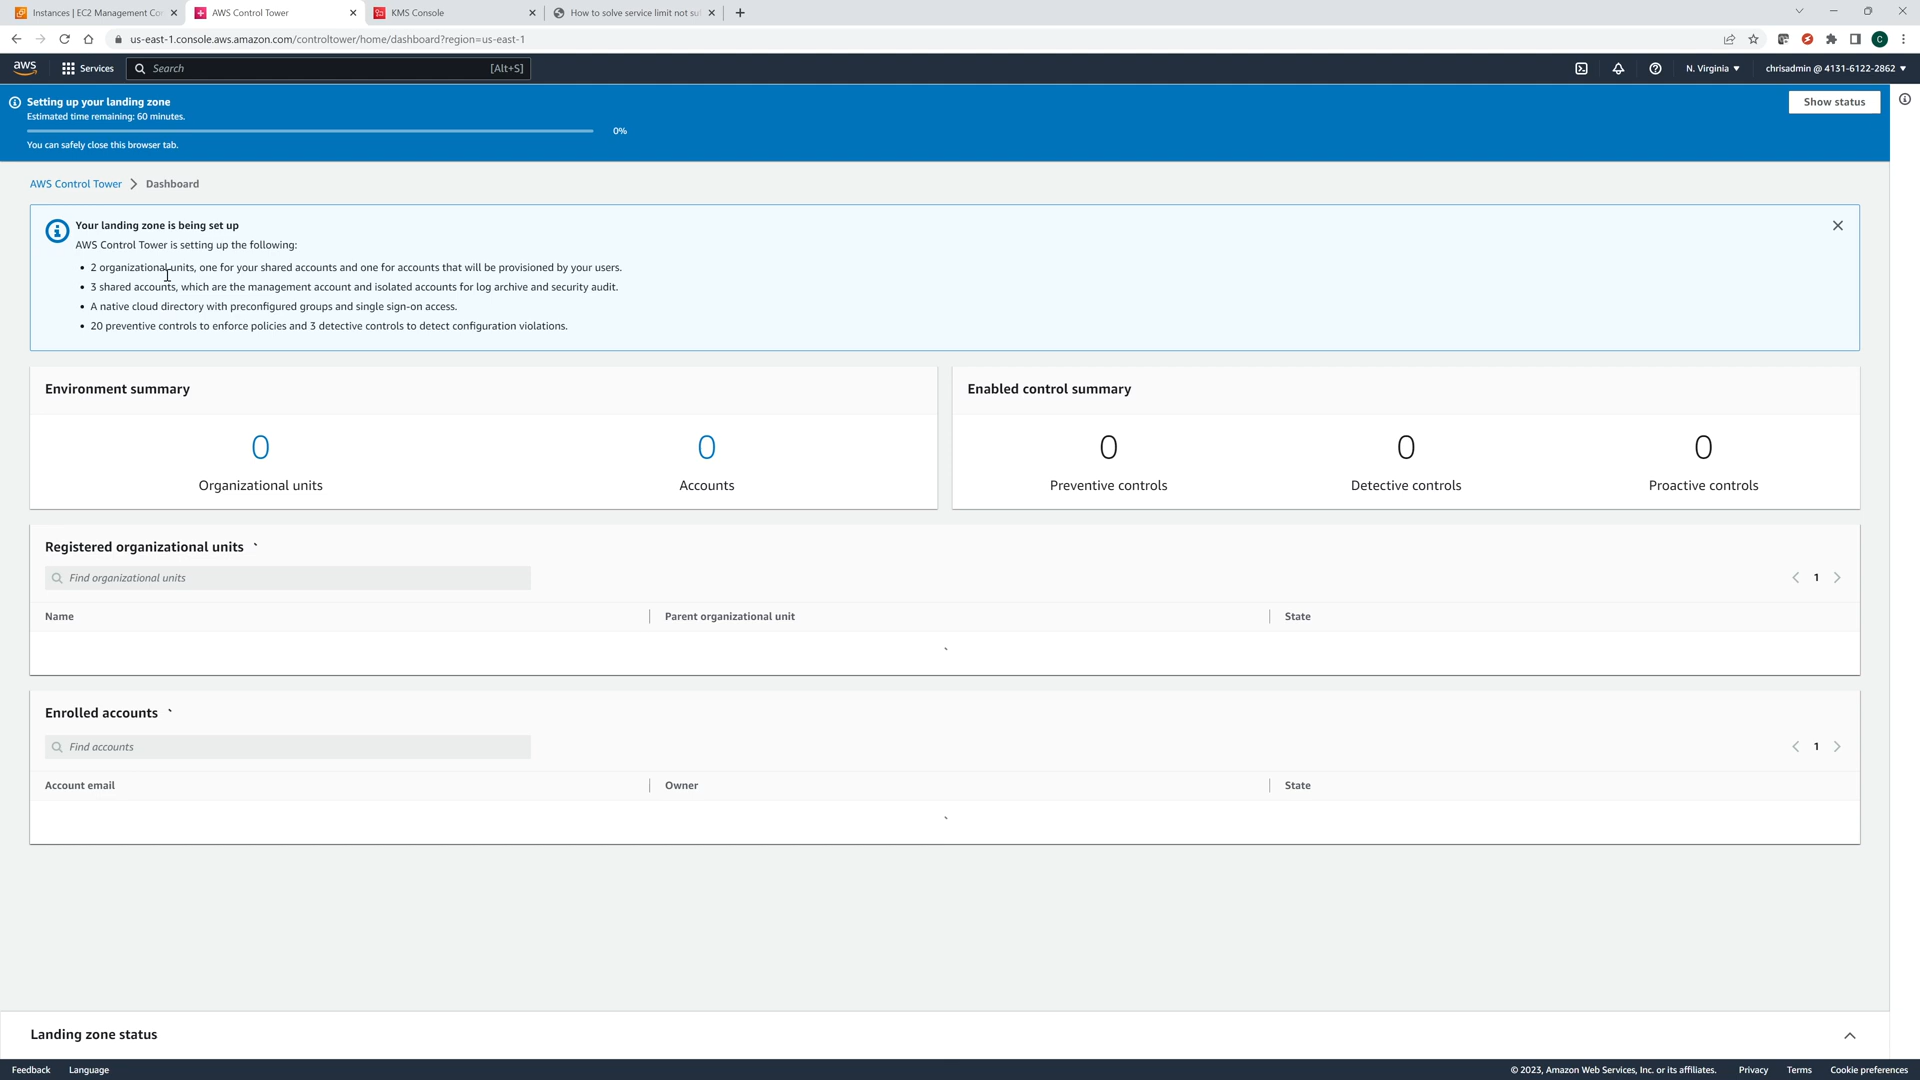 Instances | EC2 Management Co
AWS Control Tower
KMS Console
How to solve service limit not su
us-east-1.console.aws.amazon.com/controltower/home/dashboard?region=us-east-1
C
aws
Services
Search
[Alt+S]
N. Virginia
chrisadmin @ 4131-6122-2862
Setting up your landing zone
Show status
Estimated time remaining: 60 minutes.
0%
You can safely close this browser tab.
AWS Control Tower > Dashboard
Your landing zone is being set up
AWS Control Tower is setting up the following:
• 2 organizational units, one for your shared accounts and one for accounts that will be provisioned by your users.
• 3 shared accounts, which are the management account and isolated accounts for log archive and security audit.
• A native cloud directory with preconfigured groups and single sign-on access.
• 20 preventive controls to enforce policies and 3 detective controls to detect configuration violations.
Environment summary
0 0
Organizational units Accounts
Enabled control summary
0 0 0
Preventive controls Detective controls Proactive controls
Registered organizational units
Find organizational units
1
Name Parent organizational unit State
Enrolled accounts
Find accounts
1
Account email Owner State
Landing zone status
Feedback Language
© 2023, Amazon Web Services, Inc. or its affiliates. Privacy Terms Cookie preferences